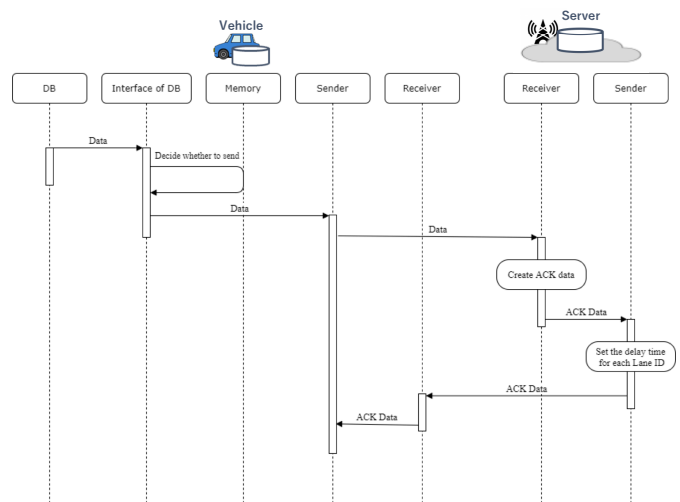 Vehicle
Server
DB
Interface of DB
Memory
Sender
Receiver
Receiver
Sender
Data
Decide whether to send
Data
Data
Create ACK data
ACK Data
Set the delay time
for each Lane ID
ACK Data
ACK Data